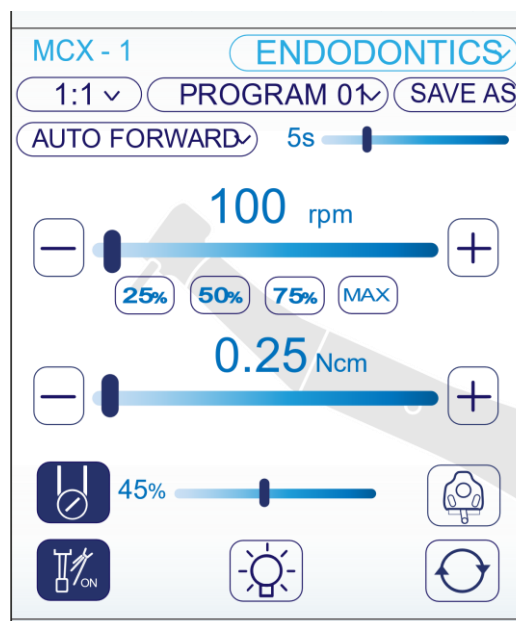 MCX - 1 ENDODONTICS
1:1 PROGRAM 01 SAVE AS
AUTO FORWARD 5s
100 rpm
25% 50% 75% MAX
0.25 Ncm
45%
ON